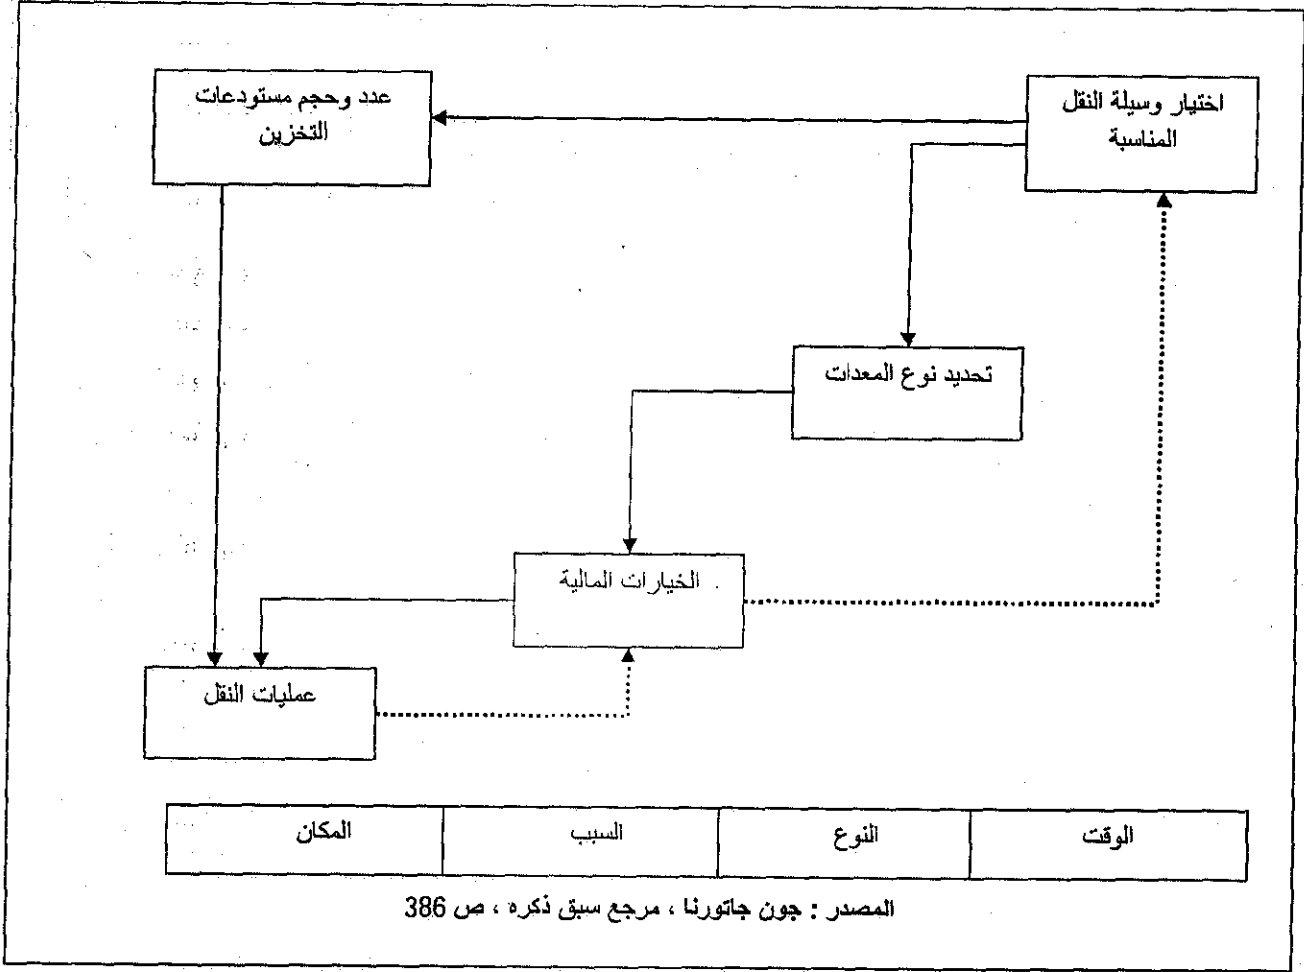 اختيار وسيلة النقل
المناسبة
عدد وحجم مستودعات
التخزين
تحديد نوع المعدات
الخيارات المالية
عمليات النقل
الوقت
النوع
السبب
المكان
المصدر : جون جاتورنا ، مرجع سبق ذكره ، ص 386